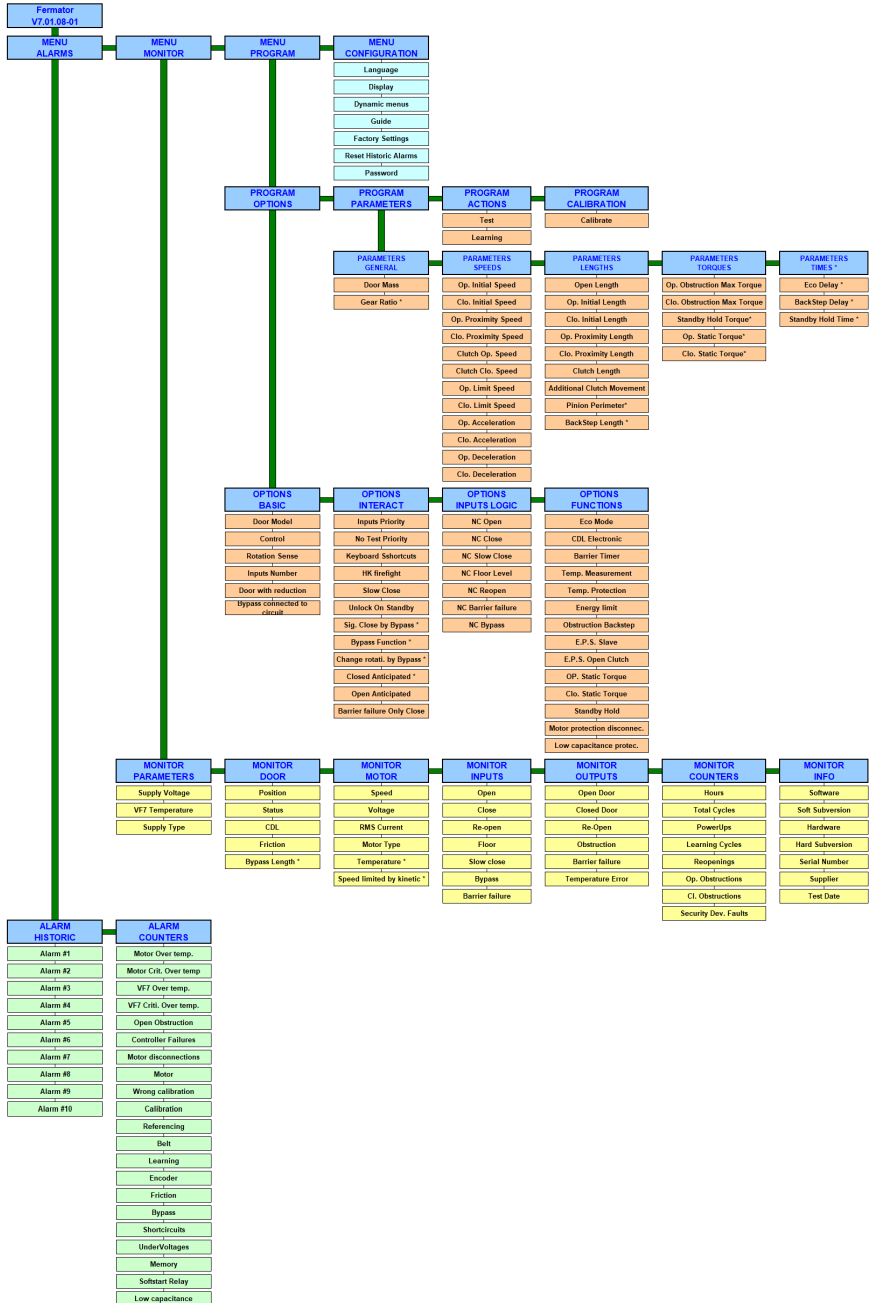 Fermator
V7.01.08-01
MENU
ALARMS
MENU
MONITOR
MENU
PROGRAM
MENU
CONFIGURATION
Language
Display
Dynamic menus
Guide
Factory Settings
Reset Historic Alarms
Password
PROGRAM
OPTIONS
PROGRAM
PARAMETERS
PROGRAM
ACTIONS
PROGRAM
CALIBRATION
Test
Learning
Calibrate
PARAMETERS
GENERAL
PARAMETERS
SPEEDS
PARAMETERS
LENGTHS
PARAMETERS
TORQUES
PARAMETERS
TIMES *
Door Mass
Gear Ratio *
Op. Initial Speed
Clo. Initial Speed
Op. Proximity Speed
Clo. Proximity Speed
Clutch Op. Speed
Clutch Clo. Speed
Op. Limit Speed
Clo. Limit Speed
Op. Acceleration
Clo. Acceleration
Op. Deceleration
Clo. Deceleration
Open Length
Op. Initial Length
Clo. Initial Length
Op. Proximity Length
Clo. Proximity Length
Clutch Length
Additional Clutch Movement
Pinion Perimeter*
BackStep Length *
Op. Obstruction Max Torque
Clo. Obstruction Max Torque
Standby Hold Torque*
Op. Static Torque*
Clo. Static Torque*
Eco Delay *
BackStep Delay *
Standby Hold Time *
OPTIONS
BASIC
OPTIONS
INTERACT
OPTIONS
INPUTS LOGIC
OPTIONS
FUNCTIONS
Door Model
Control
Rotation Sense
Inputs Number
Door with reduction
Bypass connected to
circuit
Inputs Priority
No Test Priority
Keyboard Sshortcuts
HK firefight
Slow Close
Unlock On Standby
Sig. Close by Bypass *
Bypass Function *
Change rotati. by Bypass *
Closed Anticipated *
Open Anticipated
Barrier failure Only Close
NC Open
NC Close
NC Slow Close
NC Floor Level
NC Reopen
NC Barrier failure
NC Bypass
Eco Mode
CDL Electronic
Barrier Timer
Temp. Measurement
Temp. Protection
Energy limit
Obstruction Backstep
E.P.S. Slave
E.P.S. Open Clutch
OP. Static Torque
Clo. Static Torque
Standby Hold
Motor protection disconnec.
Low capacitance protec.
MONITOR
PARAMETERS
MONITOR
DOOR
MONITOR
MOTOR
MONITOR
INPUTS
MONITOR
OUTPUTS
MONITOR
COUNTERS
MONITOR
INFO
Supply Voltage
VF7 Temperature
Supply Type
Position
Status
CDL
Friction
Bypass Length *
Speed
Voltage
RMS Current
Motor Type
Temperature *
Speed limited by kinetic *
Open
Close
Re-open
Floor
Slow close
Bypass
Barrier failure
Open Door
Closed Door
Re-Open
Obstruction
Barrier failure
Temperature Error
Hours
Total Cycles
PowerUps
Learning Cycles
Reopenings
Op. Obstructions
Cl. Obstructions
Security Dev. Faults
Software
Soft Subversion
Hardware
Hard Subversion
Serial Number
Supplier
Test Date
ALARM
HISTORIC
ALARM
COUNTERS
Alarm #1
Alarm #2
Alarm #3
Alarm #4
Alarm #5
Alarm #6
Alarm #7
Alarm #8
Alarm #9
Alarm #10
Motor Over temp.
Motor Crit. Over temp
VF7 Over temp.
VF7 Criti. Over temp.
Open Obstruction
Controller Failures
Motor disconnections
Motor
Wrong calibration
Calibration
Referencing
Belt
Learning
Encoder
Friction
Bypass
Shortcircuits
UnderVoltages
Memory
Softstart Relay
Low capacitance